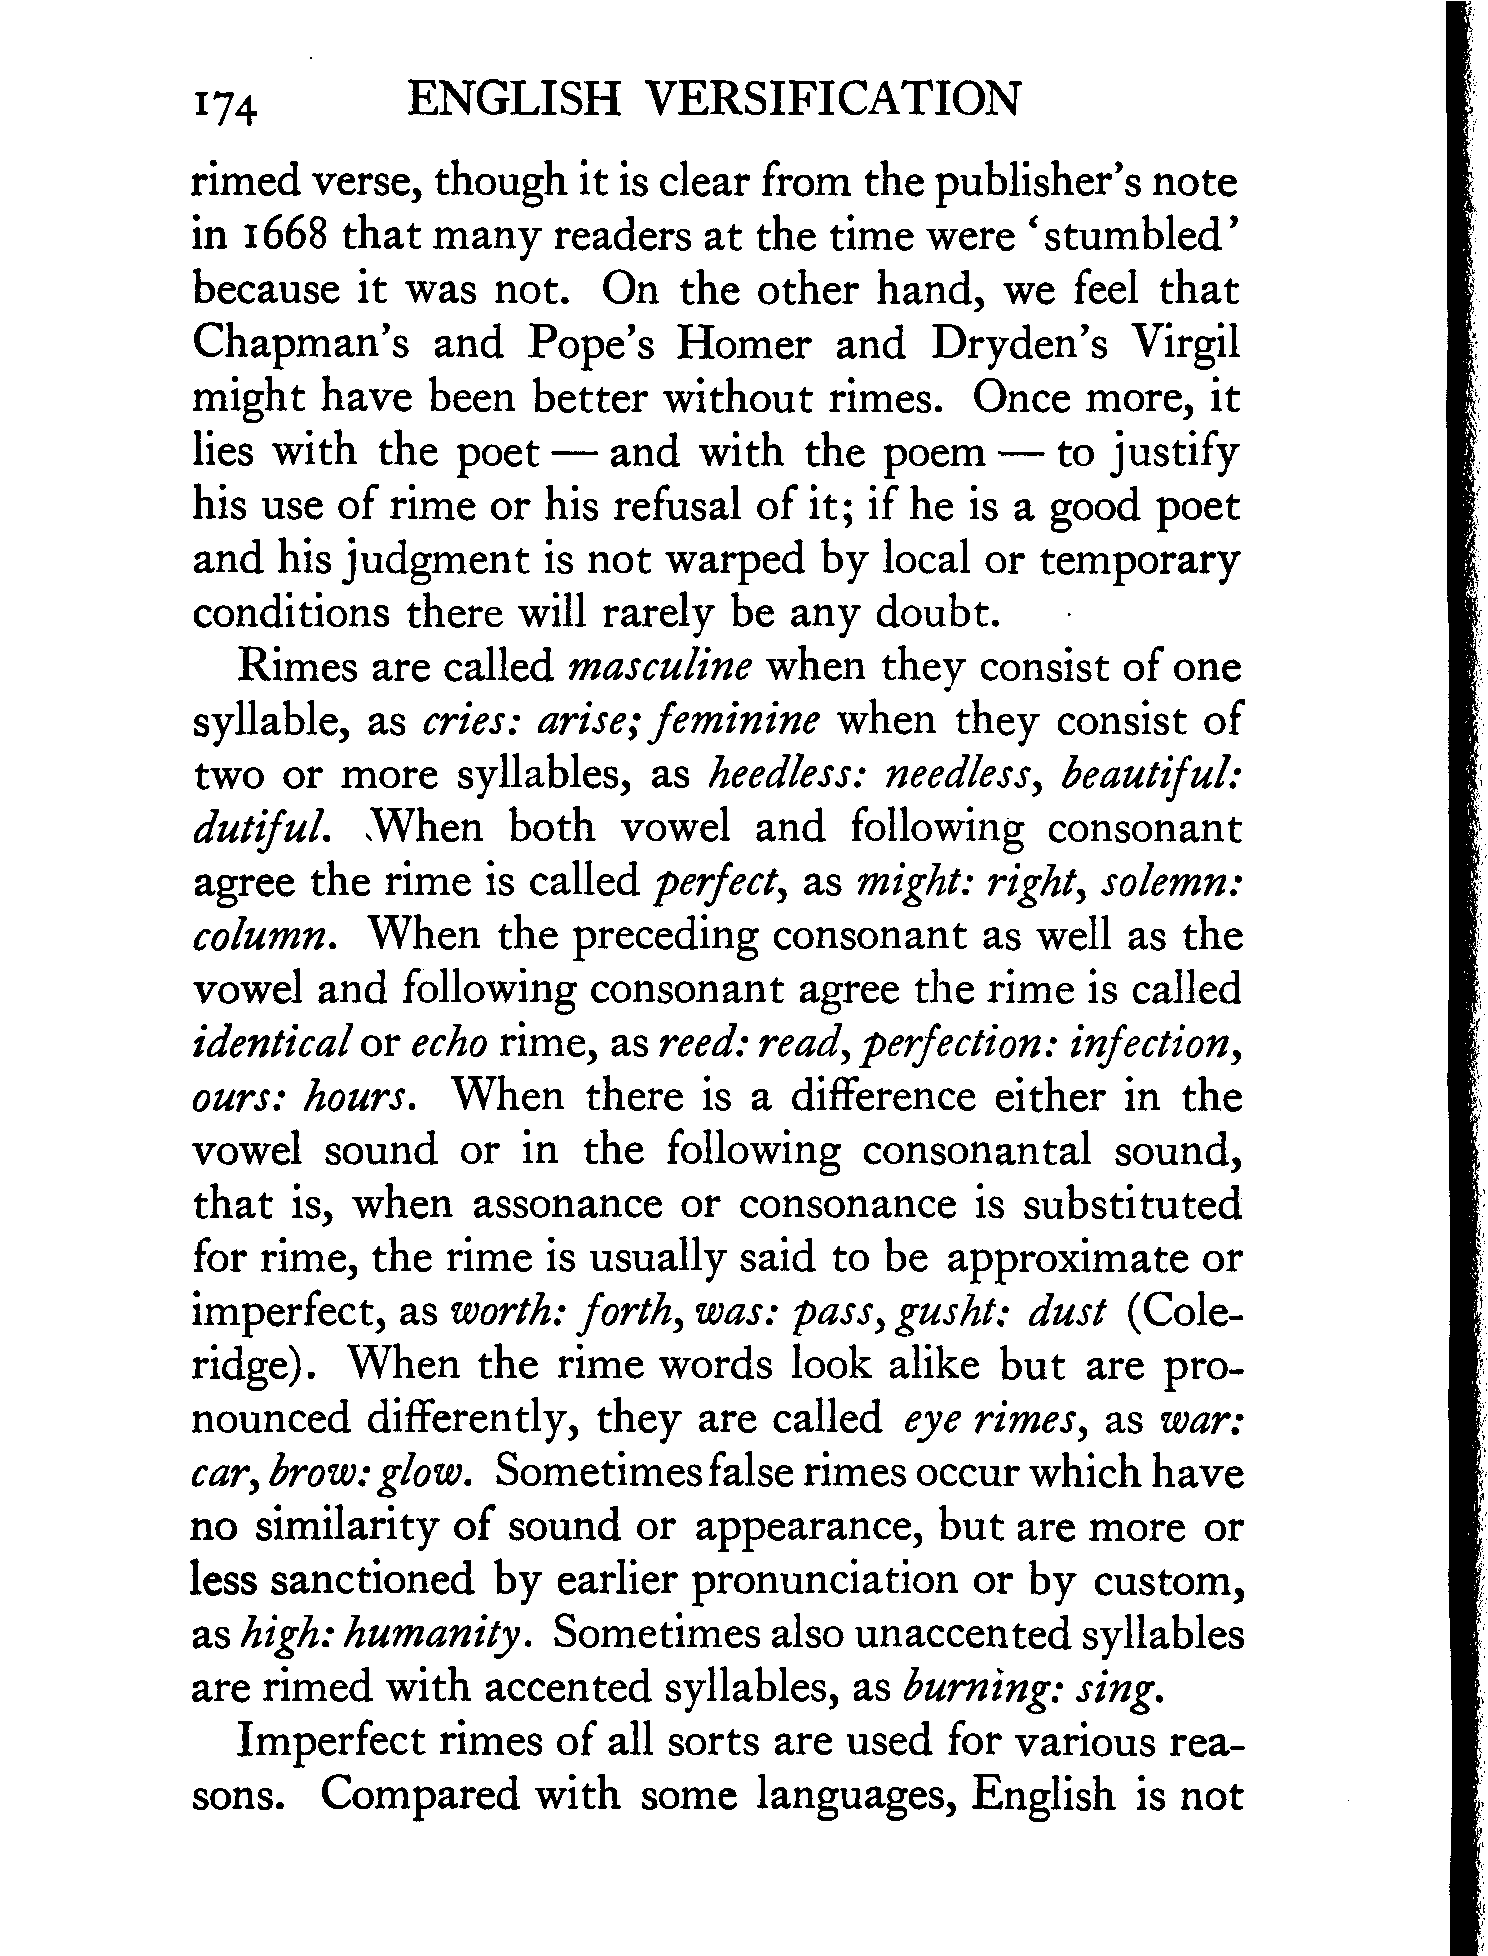 174 ENGLISH VERSIFICATION
rimed verse, though it is clear from the publisher's note
in 1668 that many readers at the time were 'stumbled'
because it was not. On the other hand, we feel that
Chapman's and Pope's Homer and Dryden's Virgil
might have been better without rimes. Once more, it
lies with the poet — and with the poem — to justify
his use of rime or his refusal of it; if he is a good poet
and his judgment is not warped by local or temporary
conditions there will rarely be any doubt.
Rimes are called masculine when they consist of one
syllable, as cries: arise; feminine when they consist of
two or more syllables, as heedless: needless, beautiful:
dutiful. When both vowel and following consonant
agree the rime is called perfect, as might: right, solemn:
column. When the preceding consonant as well as the
vowel and following consonant agree the rime is called
identical or echo rime, as reed: read, perfection: infection,
ours: hours. When there is a difference either in the
vowel sound or in the following consonantal sound,
that is, when assonance or consonance is substituted
for rime, the rime is usually said to be approximate or
imperfect, as worth: forth, was: pass, gusht: dust (Cole-
ridge). When the rime words look alike but are pro-
nounced differently, they are called eye rimes, as war:
car, brow: glow. Sometimes false rimes occur which have
no similarity of sound or appearance, but are more or
less sanctioned by earlier pronunciation or by custom,
as high: humanity. Sometimes also unaccented syllables
are rimed with accented syllables, as burnìng: sing.
Imperfect rimes of all sorts are used for various rea-
sons. Compared with some languages, English is not